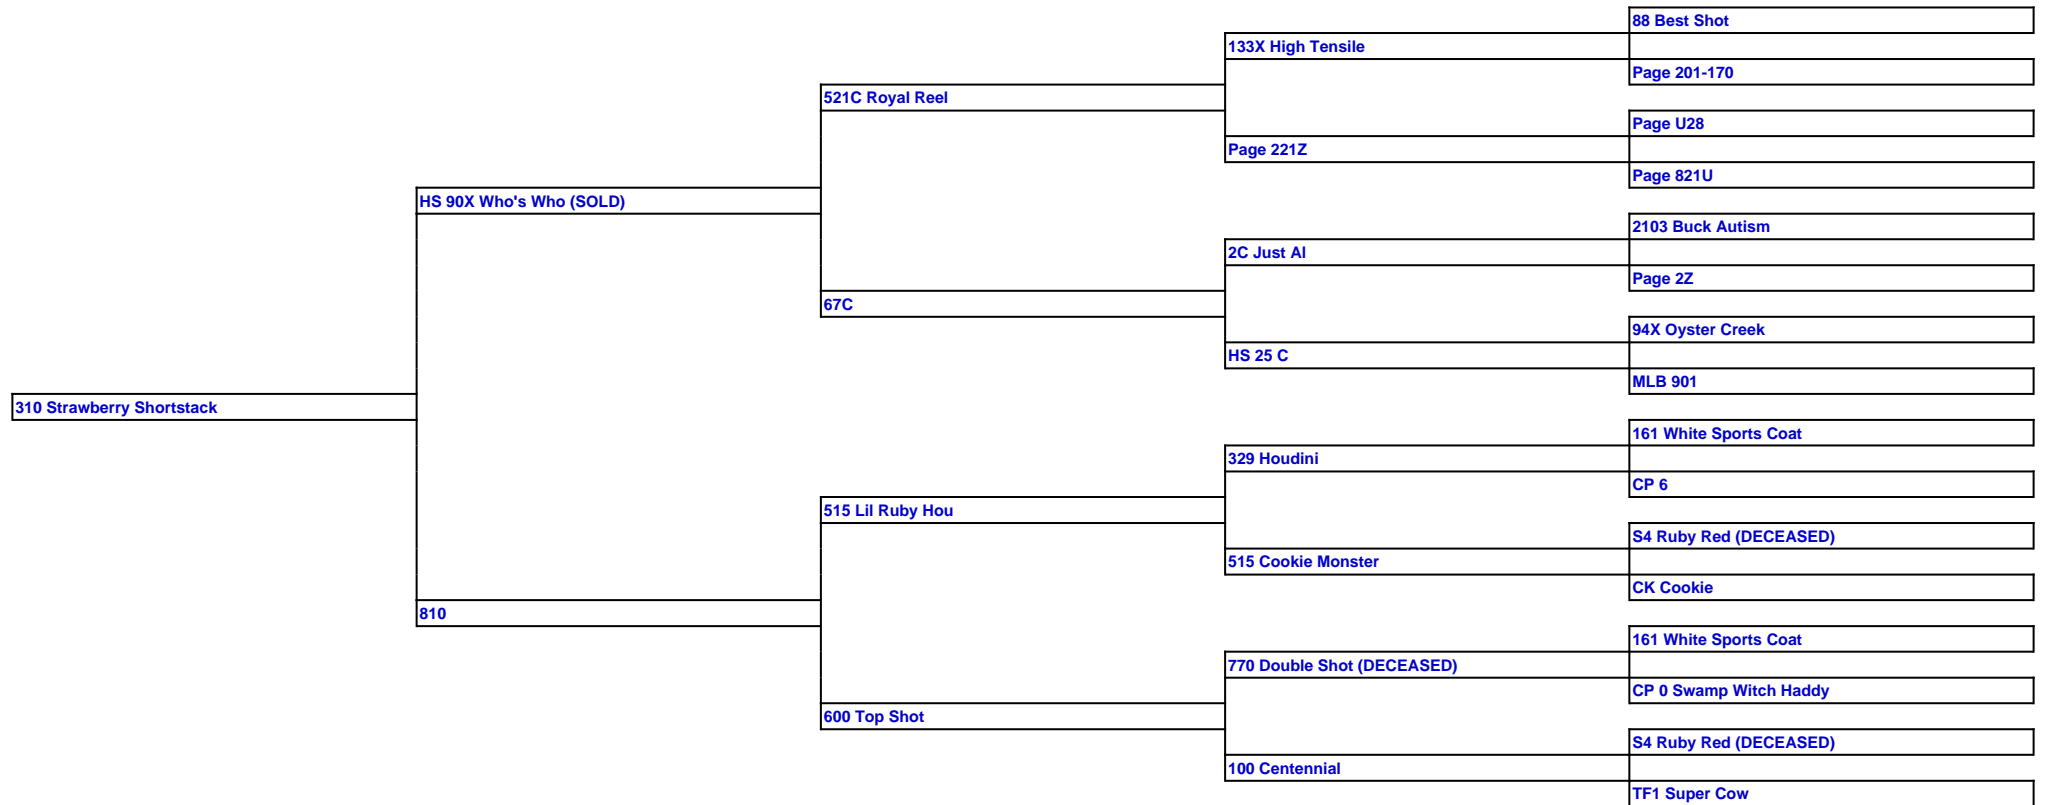 88 Best Shot
133X High Tensile
Page 201-170
521C Royal Reel
Page U28
Page 221Z
Page 821U
HS 90X Who's Who (SOLD)
2103 Buck Autism
2C Just AI
Page 2Z
67C
94X Oyster Creek
HS 25 C
MLB 901
310 Strawberry Shortstack
161 White Sports Coat
329 Houdini
CP 6
515 Lil Ruby Hou
S4 Ruby Red (DECEASED)
515 Cookie Monster
CK Cookie
810
161 White Sports Coat
770 Double Shot (DECEASED)
CP 0 Swamp Witch Haddy
600 Top Shot
S4 Ruby Red (DECEASED)
100 Centennial
TF1 Super Cow